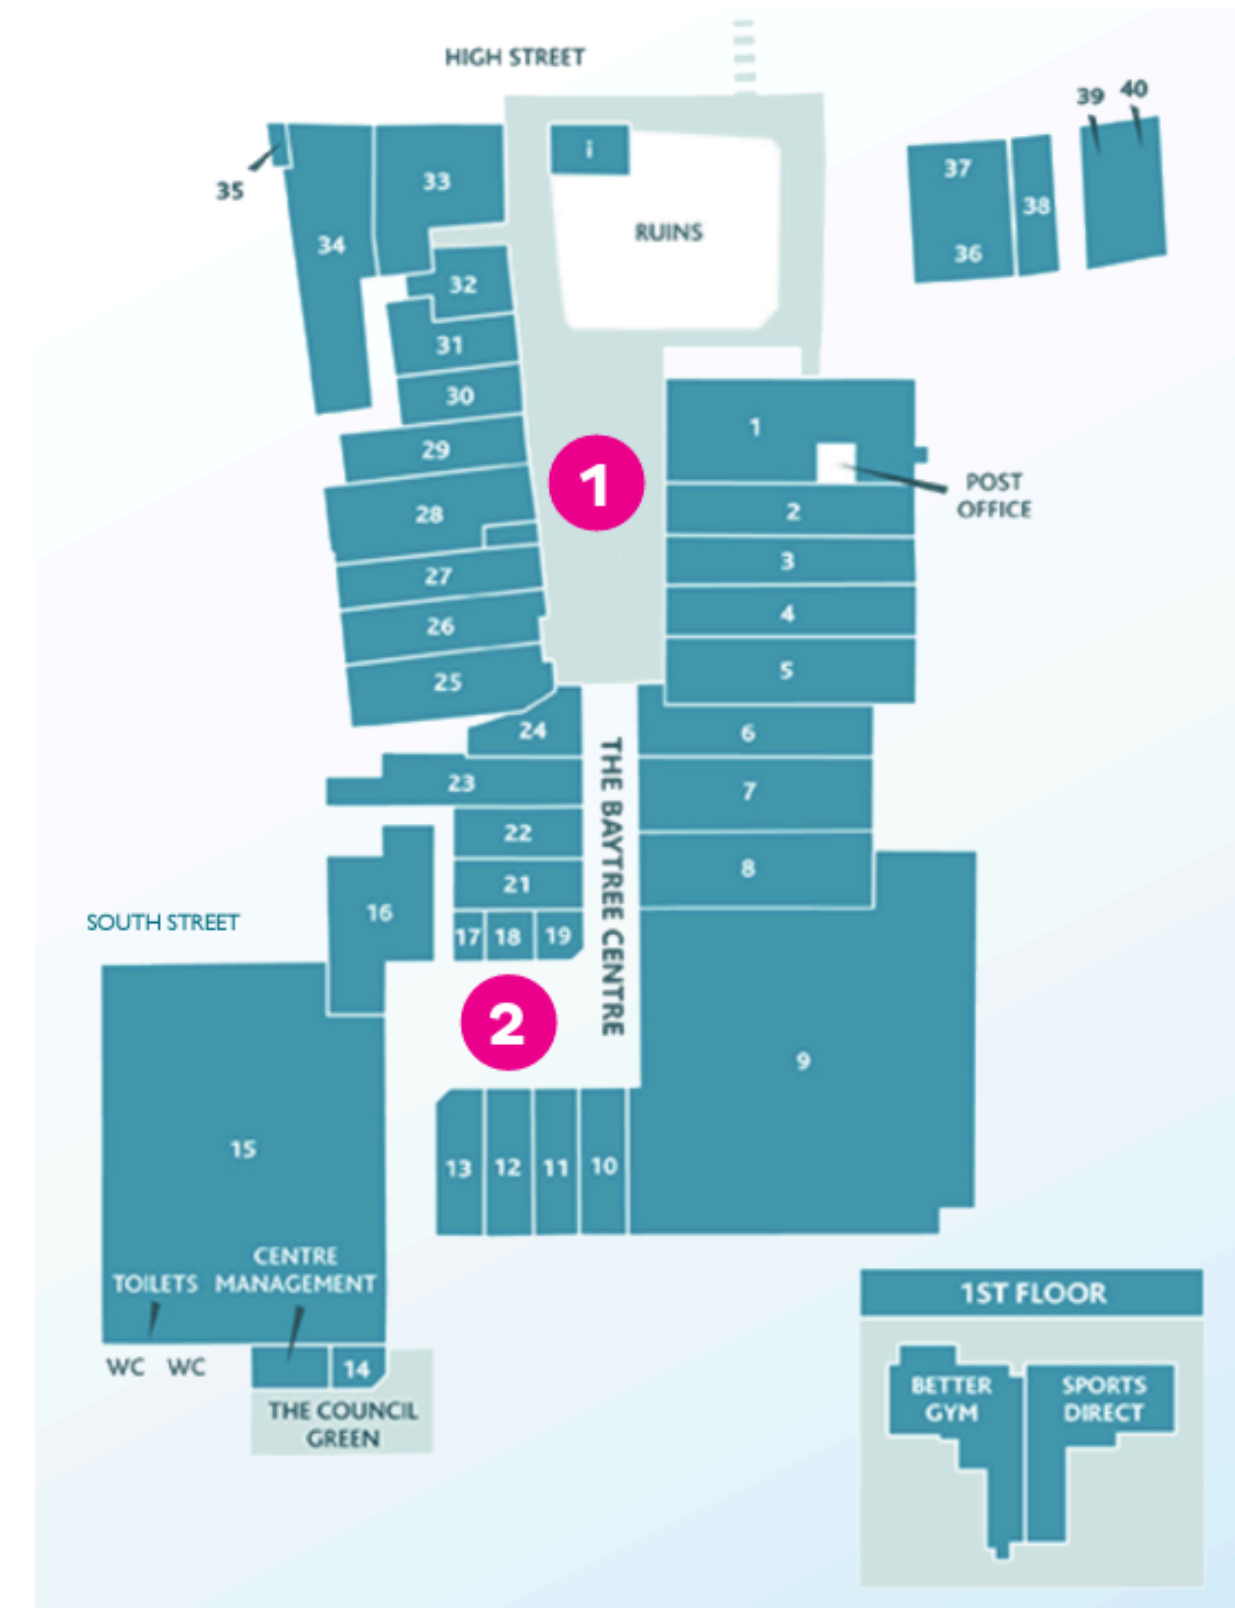 HIGH STREET
39
40
i
35
33
37
38
36
34
RUINS
32
31
30
29
1
1
POST
OFFICE
28
2
27
3
26
4
25
5
24
6
23
7
THE BAYTREE CENTRE
22
8
21
16
SOUTH STREET
17
18
19
2
9
15
13
12
11
10
CENTRE
MANAGEMENT
TOILETS
WC WC
14
THE COUNCIL
GREEN
1ST FLOOR
BETTER
GYM
SPORTS
DIRECT